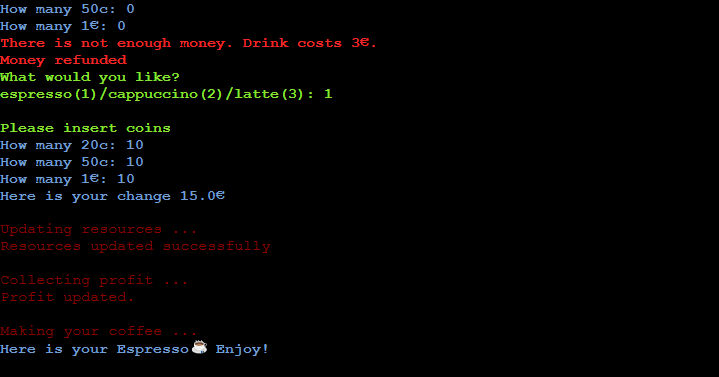 How many 50c: 0
How many 1€: 0
There is not enough money. Drink costs 3€.
Money refunded
What would you like?
espresso(1)/cappuccino(2)/latte(3): 1
Please insert coins
How many 20c: 10
How many 50c: 10
How many 1€: 10
Here is your change 15.0€
Updating resources ...
Resources updated successfully
Collecting profit ...
Profit updated.
Making your coffee ...
Here is your Espresso☕ Enjoy!